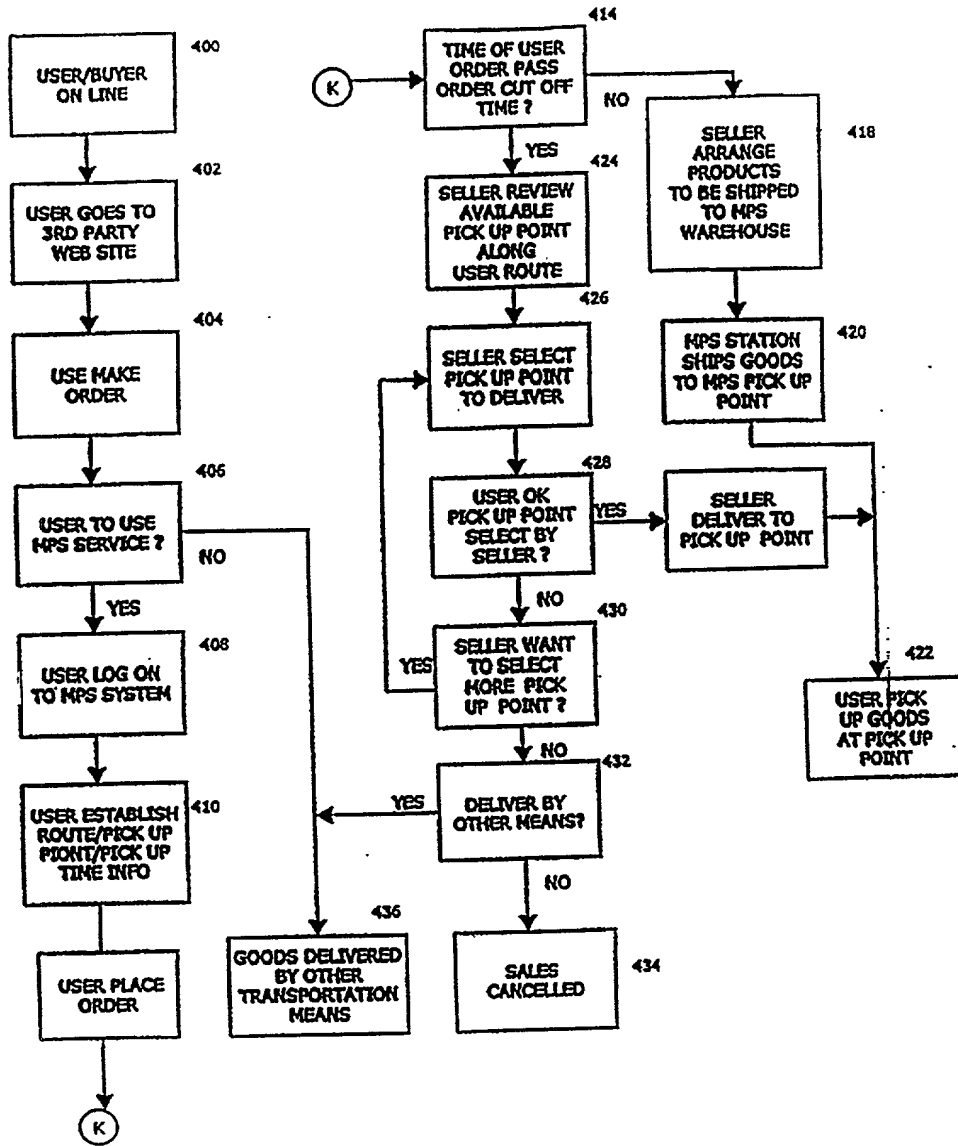 400
USER/BUYER
ON LINE
402
USER GOES TO
3RD PARTY
WEB SITE
404
USE MAKE
ORDER
406
USER TO USE
MPS SERVICE ?
NO
YES
408
USER LOG ON
TO MPS SYSTEM
410
USER ESTABLISH
ROUTE/PICK UP
PIONT/PICK UP
TIME INFO
USER PLACE
ORDER
K
K
414
TIME OF USER
ORDER PASS
ORDER CUT OFF
TIME ?
NO
YES
424
SELLER REVIEW
AVAILABLE
PICK UP POINT
ALONG
USER ROUTE
426
SELLER SELECT
PICK UP POINT
TO DELIVER
428
USER OK
PICK UP POINT
SELECT BY
SELLER ?
YES
NO
SELLER
DELIVER TO
PICK UP POINT
430
SELLER WANT
TO SELECT
MORE PICK
UP POINT ?
YES
NO
432
DELIVER BY
OTHER MEANS?
YES
NO
436
GOODS DELIVERED
BY OTHER
TRANSPORTATION
MEANS
434
SALES
CANCELLED
418
SELLER
ARRANGE
PRODUCTS
TO BE SHIPPED
TO MPS
WAREHOUSE
420
MPS STATION
SHIPS GOODS
TO MPS PICK UP
POINT
422
USER PICK
UP GOODS
AT PICK UP
POINT